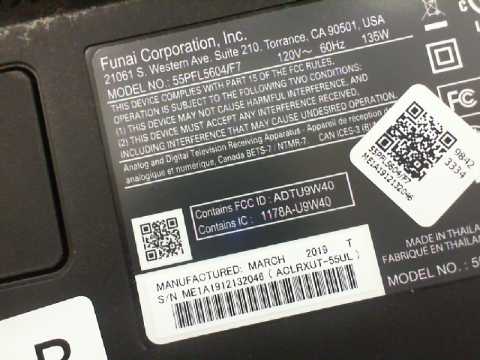 Funai Corporation, Inc.
21061 S. Western Ave. Suite 210, Torrance, CA 90501, USA
MODEL NO.: 55PFL5604/F7 120V~ 60Hz 135W
THIS DEVICE COMPLIES WITH PART 15 OF THE FCC RULES.
OPERATION IS SUBJECT TO THE FOLLOWING TWO CONDITIONS:
(1) THIS DEVICE MAY NOT CAUSE HARMFUL INTERFERENCE, AND
(2) THIS DEVICE MUST ACCEPT ANY INTERFERENCE RECEIVED,
INCLUDING INTERFERENCE THAT MAY CAUSE UNDESIRED OPERATION.
Analog and Digital Television Receiving Apparatus - Appareil de réception
analogique et numérique, Canada BETS-7 / NTMR-7. CAN ICES-3 (B)
FC
9842
3334
55PFL5604/F7
ME1A1912132046
Contains FCC ID : ADTU9W40
Contains IC : 1178A-U9W40
MADE IN THAILAND
FABRIQUÉ EN THAILANDE
MODEL NO. :
MANUFACTURED: MARCH 2019 T
S/N ME1A1912132046 ( ACLRXUT-55UL)